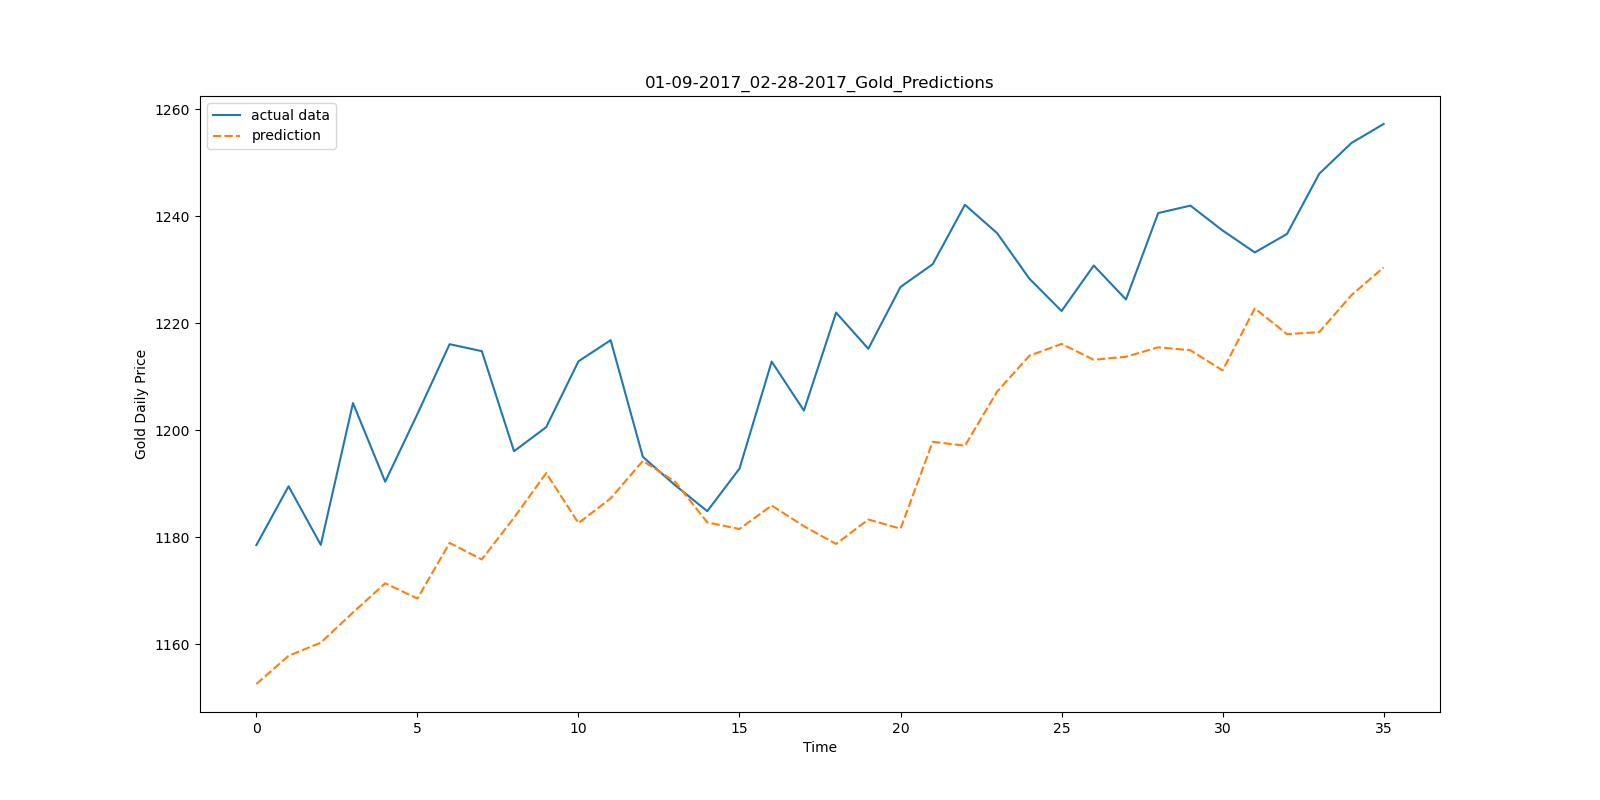 01-09-2017_02-28-2017_Gold_Predictions
actual data
prediction
Gold Daily Price
1260
1240
1220
1200
1180
1160
0 5 10 15 20 25 30 35
Time